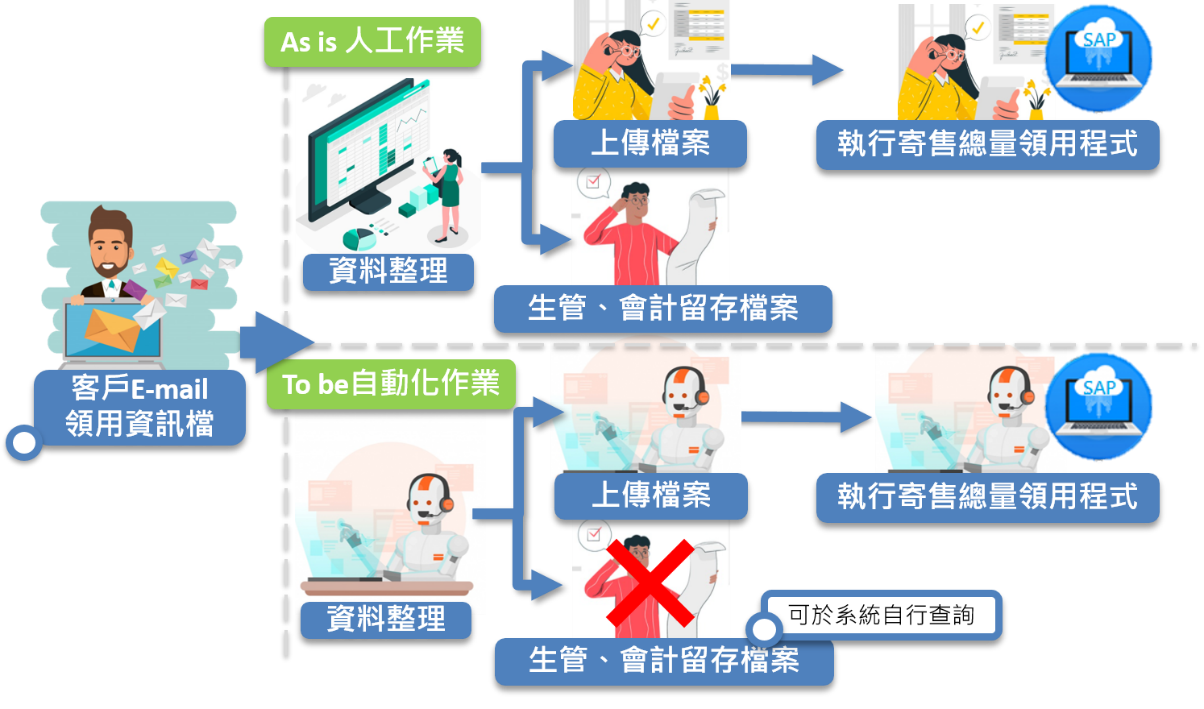 As is 人工作業
上傳檔案
SAP
執行寄售總量領用程式
資料整理
生管、會計留存檔案
客戶E-mail
領用資訊檔
To be自動化作業
上傳檔案
SAP
執行寄售總量領用程式
資料整理
可於系統自行查詢
生管、會計留存檔案